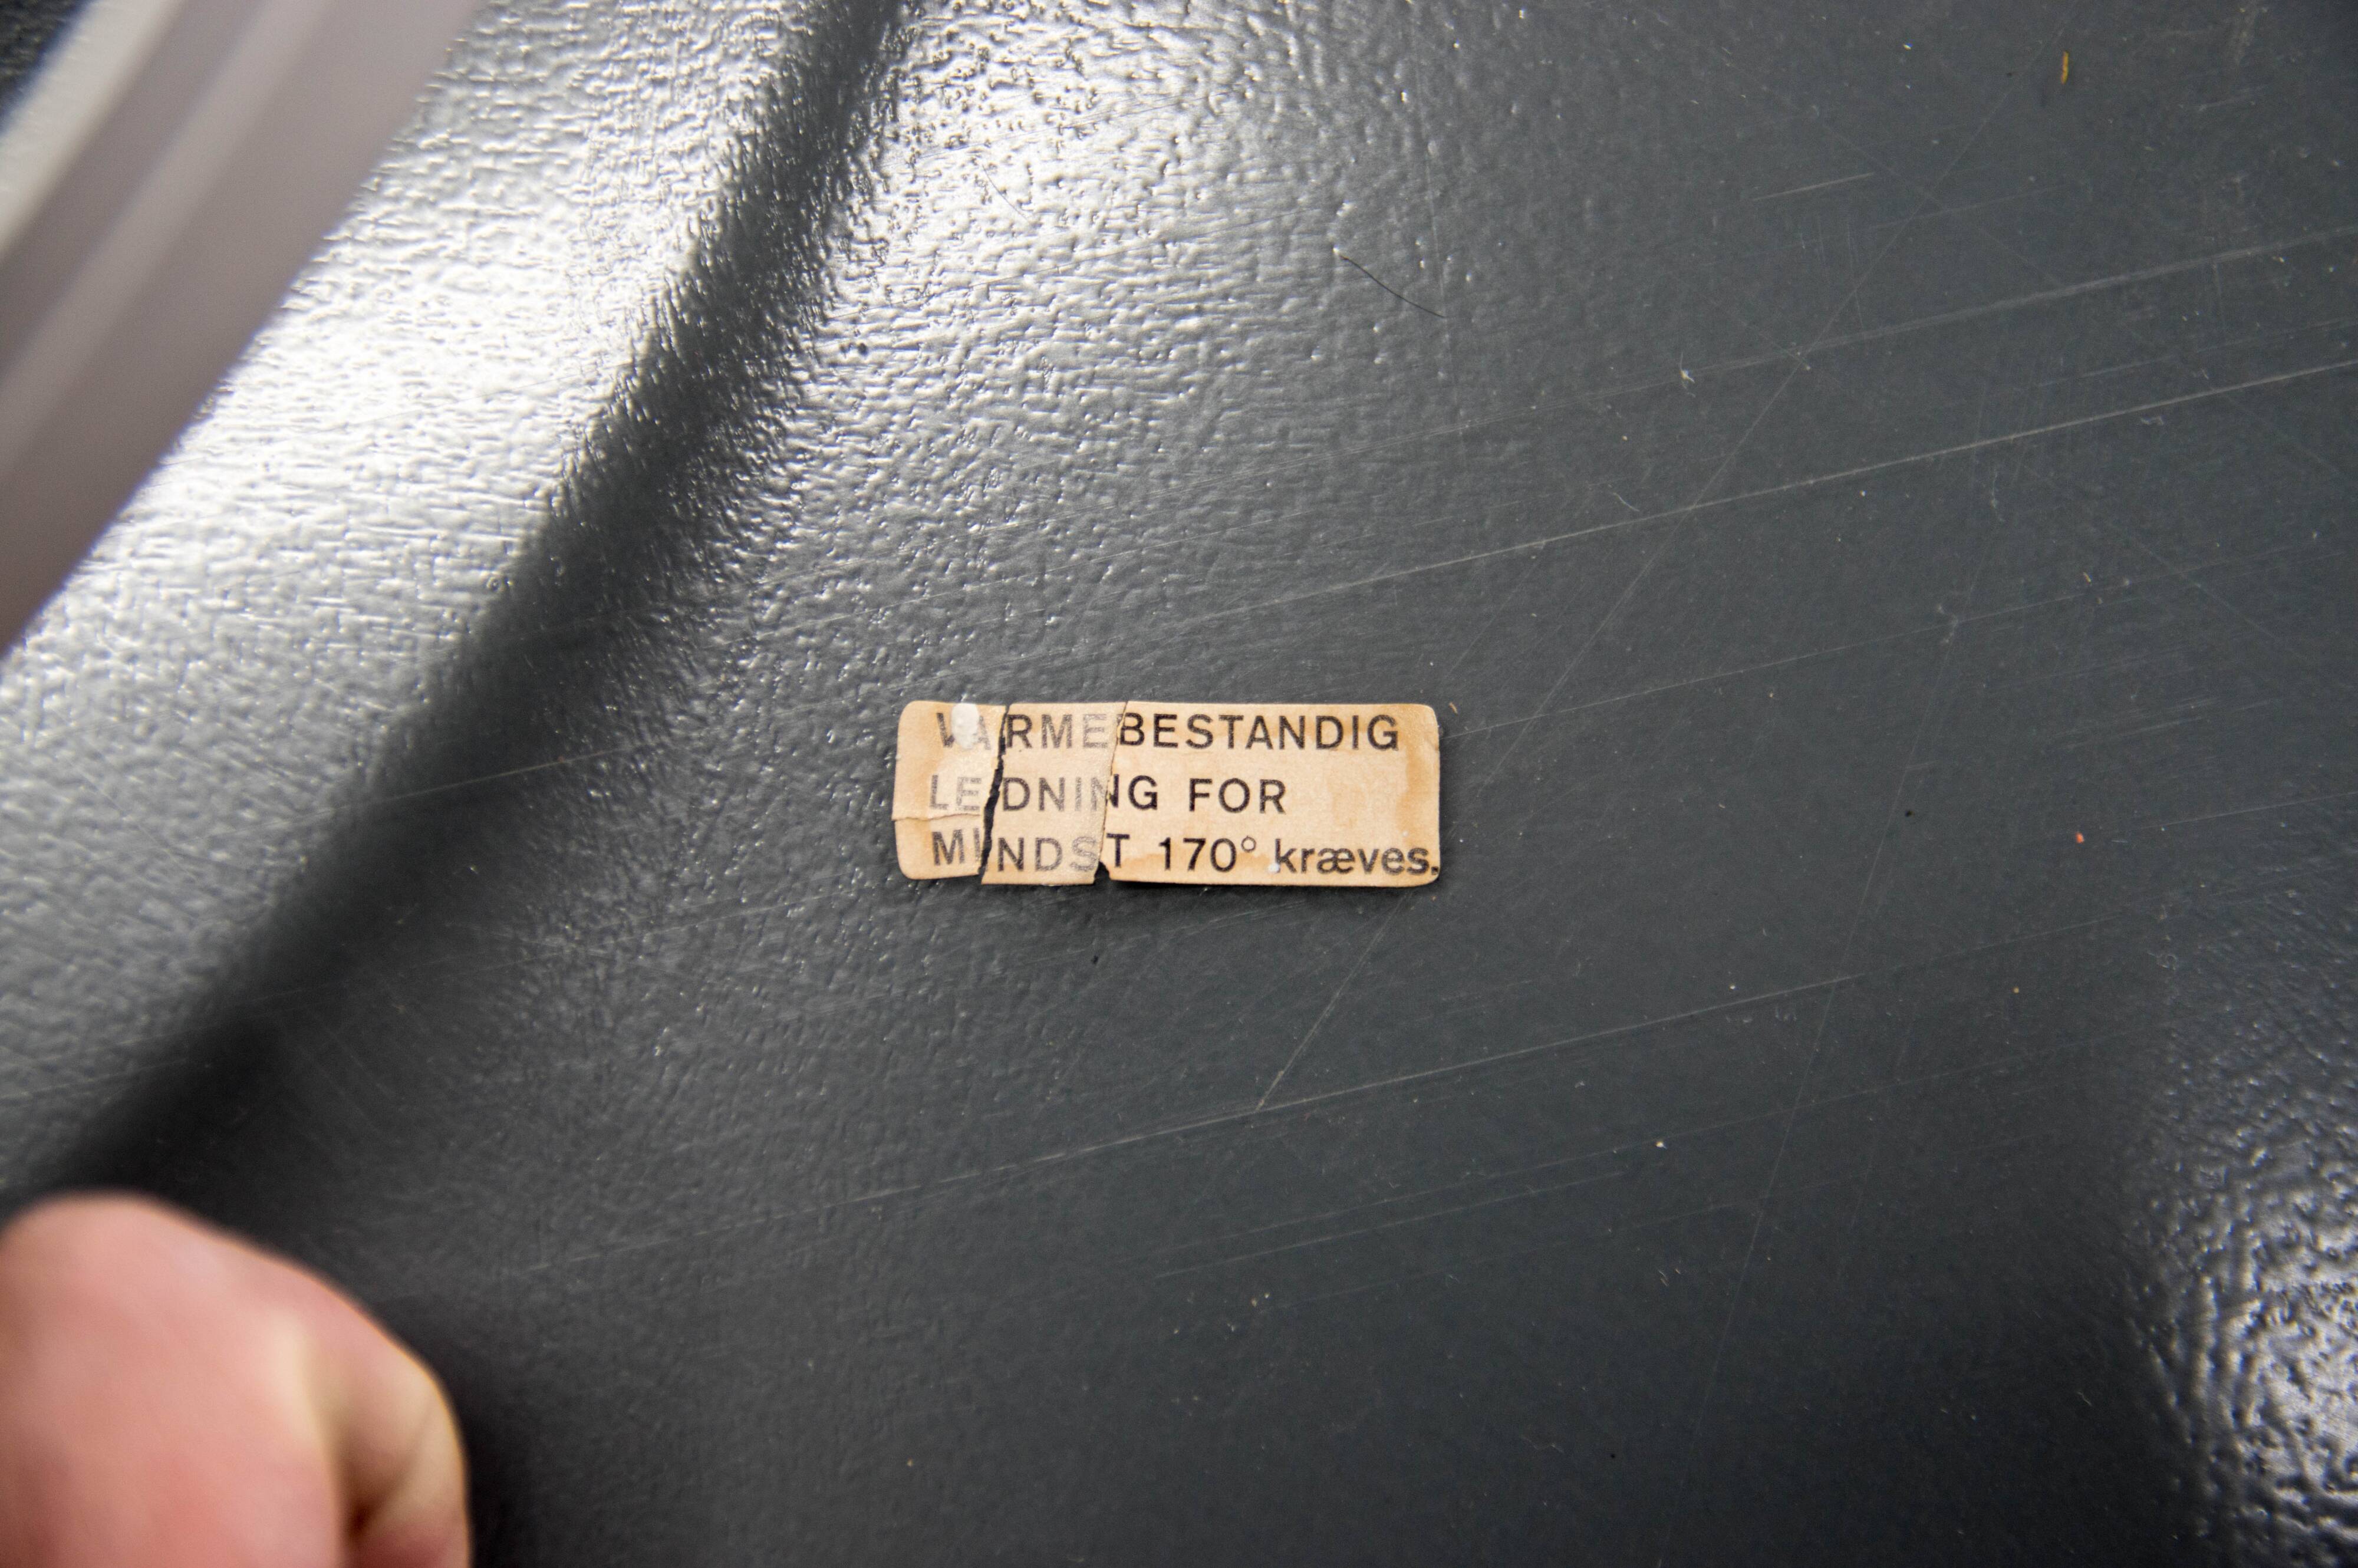 VARMEBESTANDIG
LEDNING FOR
MINDST 170° kræves.